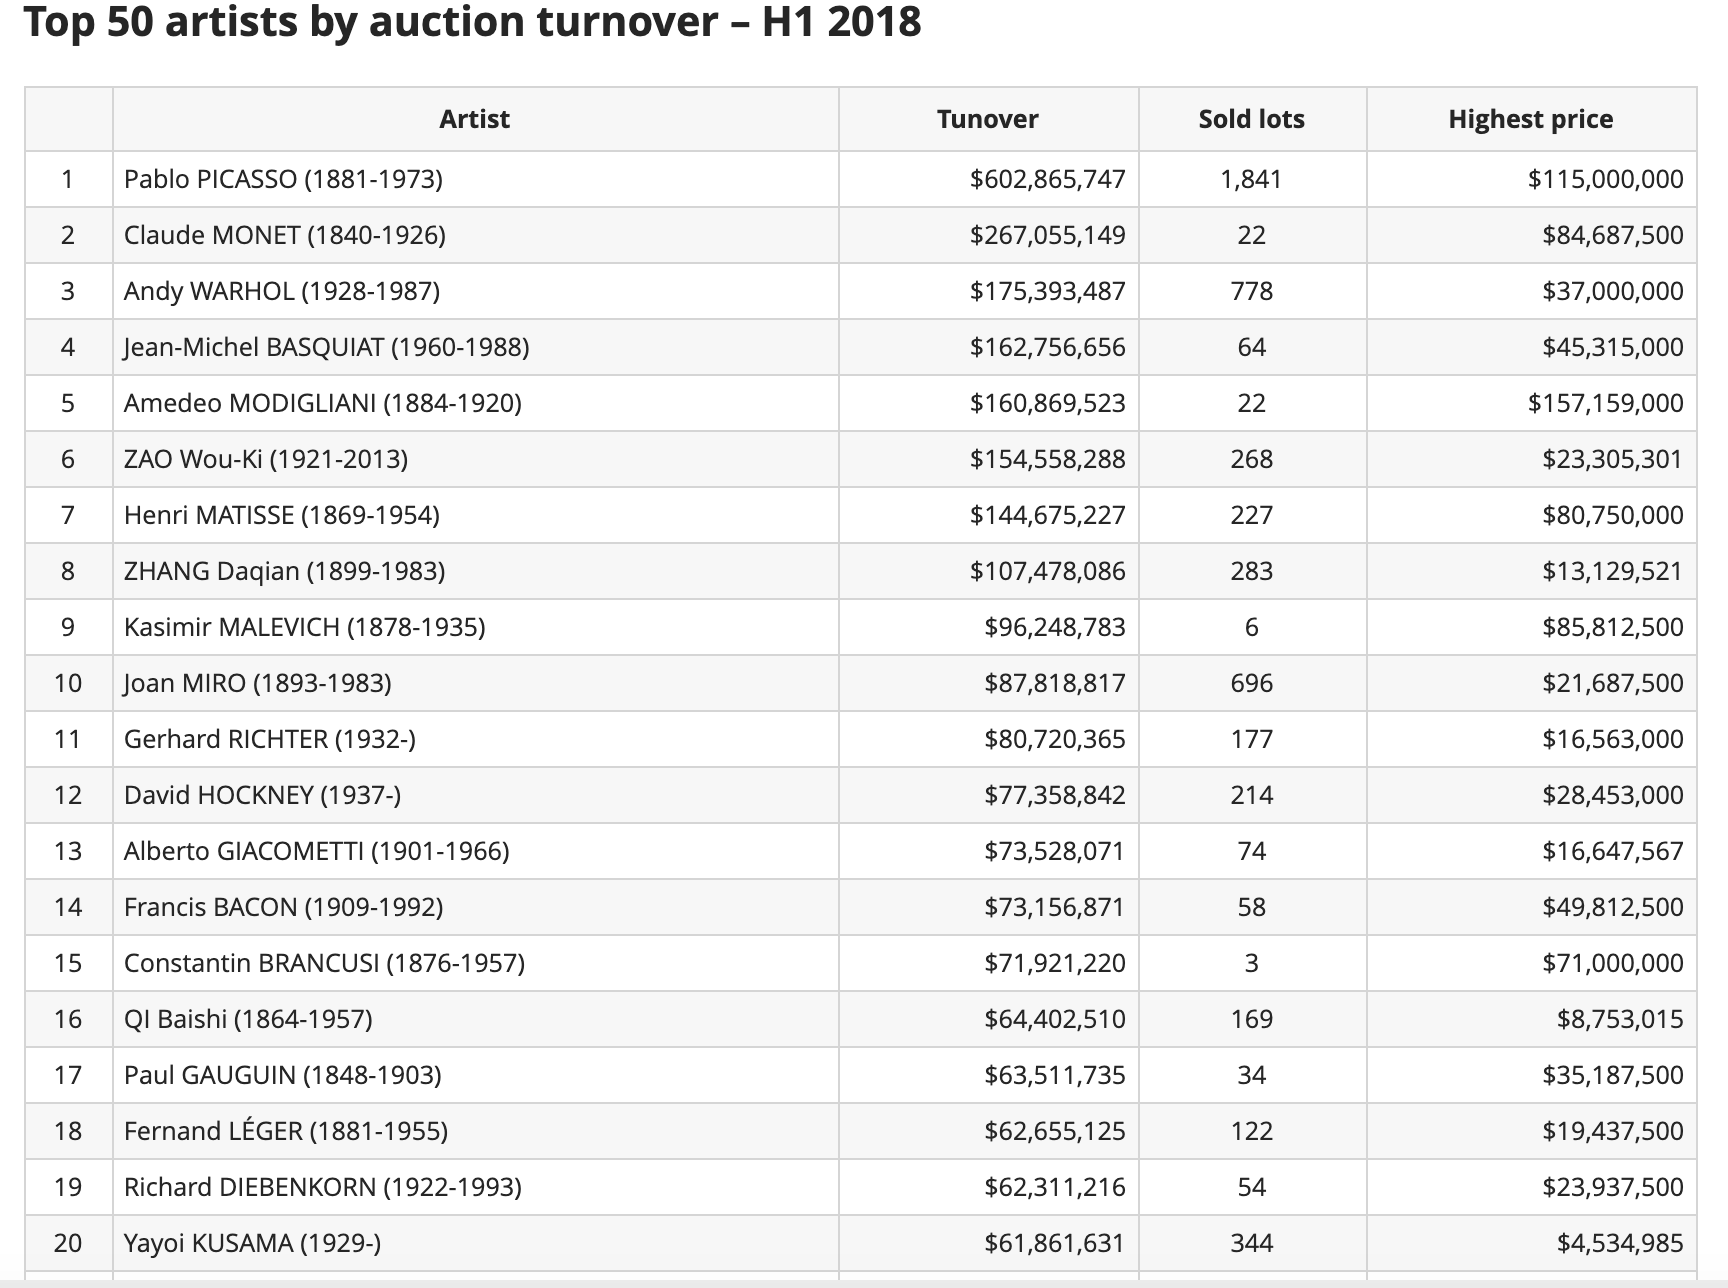 Top 50 artists by auction turnover – H1 2018
Artist Tunover Sold lots Highest price
1 Pablo PICASSO (1881-1973) $602,865,747 1,841 $115,000,000
2 Claude MONET (1840-1926) $267,055,149 22 $84,687,500
3 Andy WARHOL (1928-1987) $175,393,487 778 $37,000,000
4 Jean-Michel BASQUIAT (1960-1988) $162,756,656 64 $45,315,000
5 Amedeo MODIGLIANI (1884-1920) $160,869,523 22 $157,159,000
6 ZAO Wou-Ki (1921-2013) $154,558,288 268 $23,305,301
7 Henri MATISSE (1869-1954) $144,675,227 227 $80,750,000
8 ZHANG Daqian (1899-1983) $107,478,086 283 $13,129,521
9 Kasimir MALEVICH (1878-1935) $96,248,783 6 $85,812,500
10 Joan MIRO (1893-1983) $87,818,817 696 $21,687,500
11 Gerhard RICHTER (1932-) $80,720,365 177 $16,563,000
12 David HOCKNEY (1937-) $77,358,842 214 $28,453,000
13 Alberto GIACOMETTI (1901-1966) $73,528,071 74 $16,647,567
14 Francis BACON (1909-1992) $73,156,871 58 $49,812,500
15 Constantin BRANCUSI (1876-1957) $71,921,220 3 $71,000,000
16 QI Baishi (1864-1957) $64,402,510 169 $8,753,015
17 Paul GAUGUIN (1848-1903) $63,511,735 34 $35,187,500
18 Fernand LÉGER (1881-1955) $62,655,125 122 $19,437,500
19 Richard DIEBENKORN (1922-1993) $62,311,216 54 $23,937,500
20 Yayoi KUSAMA (1929-) $61,861,631 344 $4,534,985